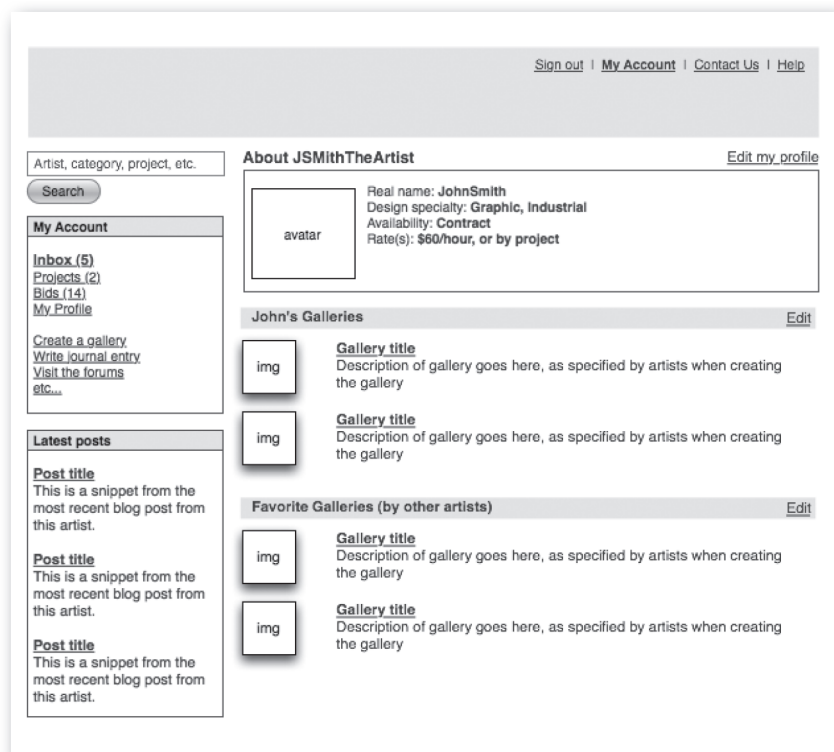 Sign out | My Account | Contact Us | Help
Artist, category, project, etc.
Search
My Account
Inbox (5)
Projects (2)
Bids (14)
My Profile
Create a gallery
Write journal entry
Visit the forums
etc...
Latest posts
Post title
This is a snippet from the
most recent blog post from
this artist.
Post title
This is a snippet from the
most recent blog post from
this artist.
Post title
This is a snippet from the
most recent blog post from
this artist.
About JSMithTheArtist
Edit my profile
avatar
Real name: JohnSmith
Design specialty: Graphic, Industrial
Availability: Contract
Rate(s): $60/hour, or by project
John's Galleries
Edit
img
Gallery title
Description of gallery goes here, as specified by artists when creating
the gallery
img
Gallery title
Description of gallery goes here, as specified by artists when creating
the gallery
Favorite Galleries (by other artists)
Edit
img
Gallery title
Description of gallery goes here, as specified by artists when creating
the gallery
img
Gallery title
Description of gallery goes here, as specified by artists when creating
the gallery